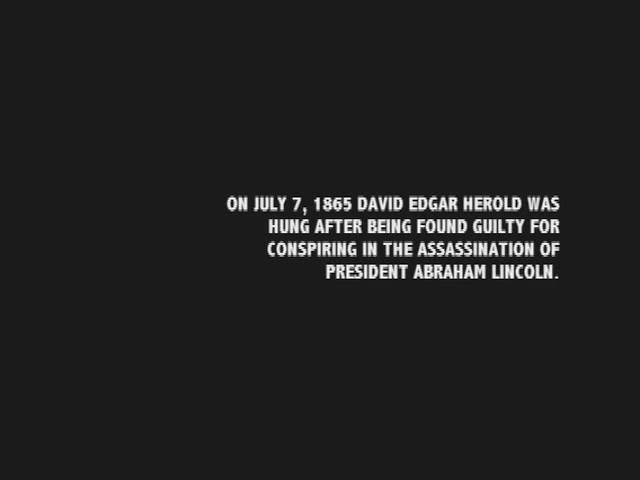 ON JULY 7, 1865 DAVID EDGAR HEROLD WAS
HUNG AFTER BEING FOUND GUILTY FOR
CONSPIRING IN THE ASSASSINATION OF
PRESIDENT ABRAHAM LINCOLN.